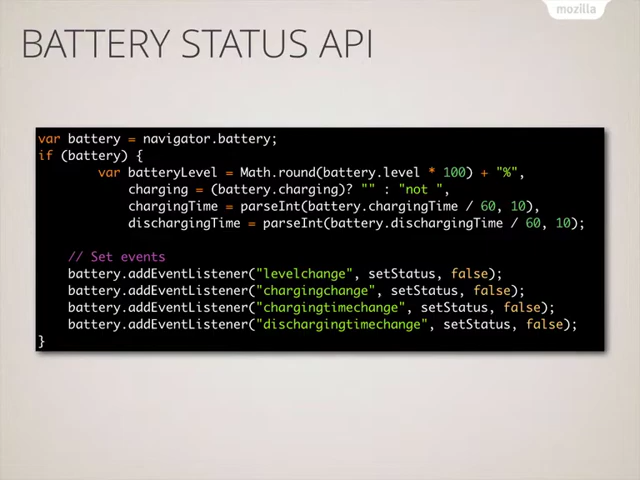 mozilla
BATTERY STATUS API
var battery = navigator.battery;
if (battery) {
var batteryLevel = Math.round(battery.level * 100) + "%",
charging = (battery.charging)? "" : "not ",
chargingTime = parseInt(battery.chargingTime / 60, 10),
dischargingTime = parseInt(battery.dischargingTime / 60, 10);
// Set events
battery.addEventListener("levelchange", setStatus, false);
battery.addEventListener("chargingchange", setStatus, false);
battery.addEventListener("chargingtimechange", setStatus, false);
battery.addEventListener("dischargingtimechange", setStatus, false);
}